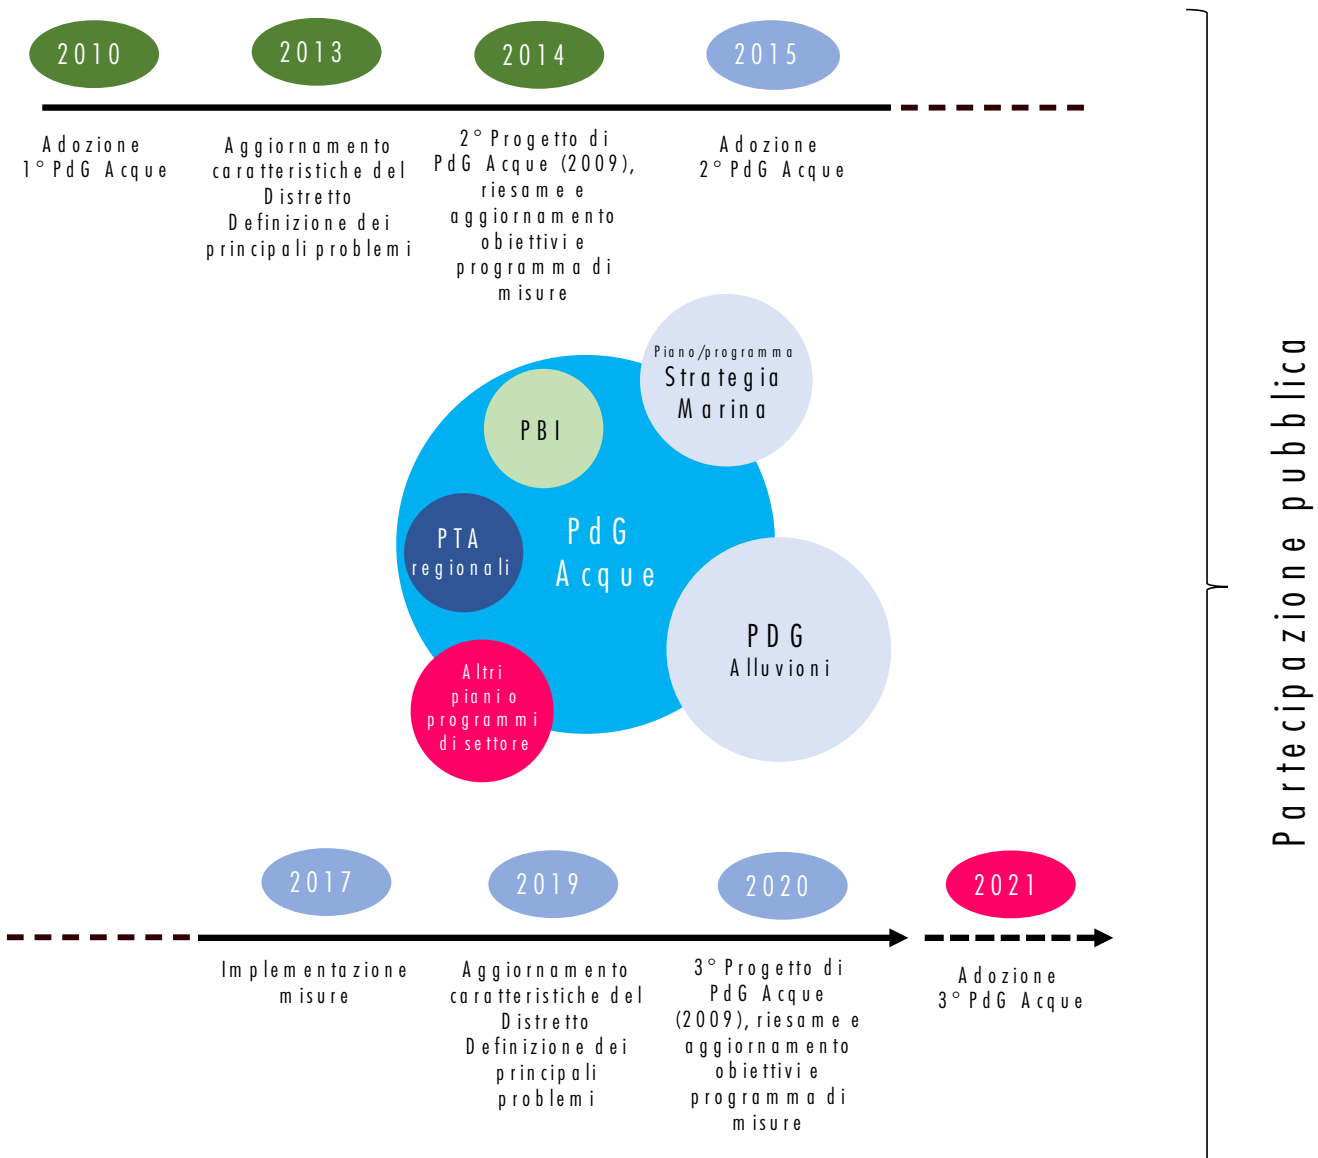 2010
2013
2014
2015
Adozione
1° PdG Acque
Aggiornamento
caratteristiche del
Distretto
Definizione dei
principali problemi
2° Progetto di
PdG Acque (2009),
riesame e
aggiornamento
obiettivi e
programma di
misure
Adozione
2° PdG Acque
Piano/programma
Strategia
Marina
PBI
PTA
regionali
PdG
Acque
PDG
Alluvioni
Altri
piani o
programmi
di settore
Partecipazione pubblica
2017
2019
2020
2021
Implementazione
misure
Aggiornamento
caratteristiche del
Distretto
Definizione dei
principali
problemi
3° Progetto di
PdG Acque
(2009), riesame e
aggiornamento
obiettivi e
programma di
misure
Adozione
3° PdG Acque